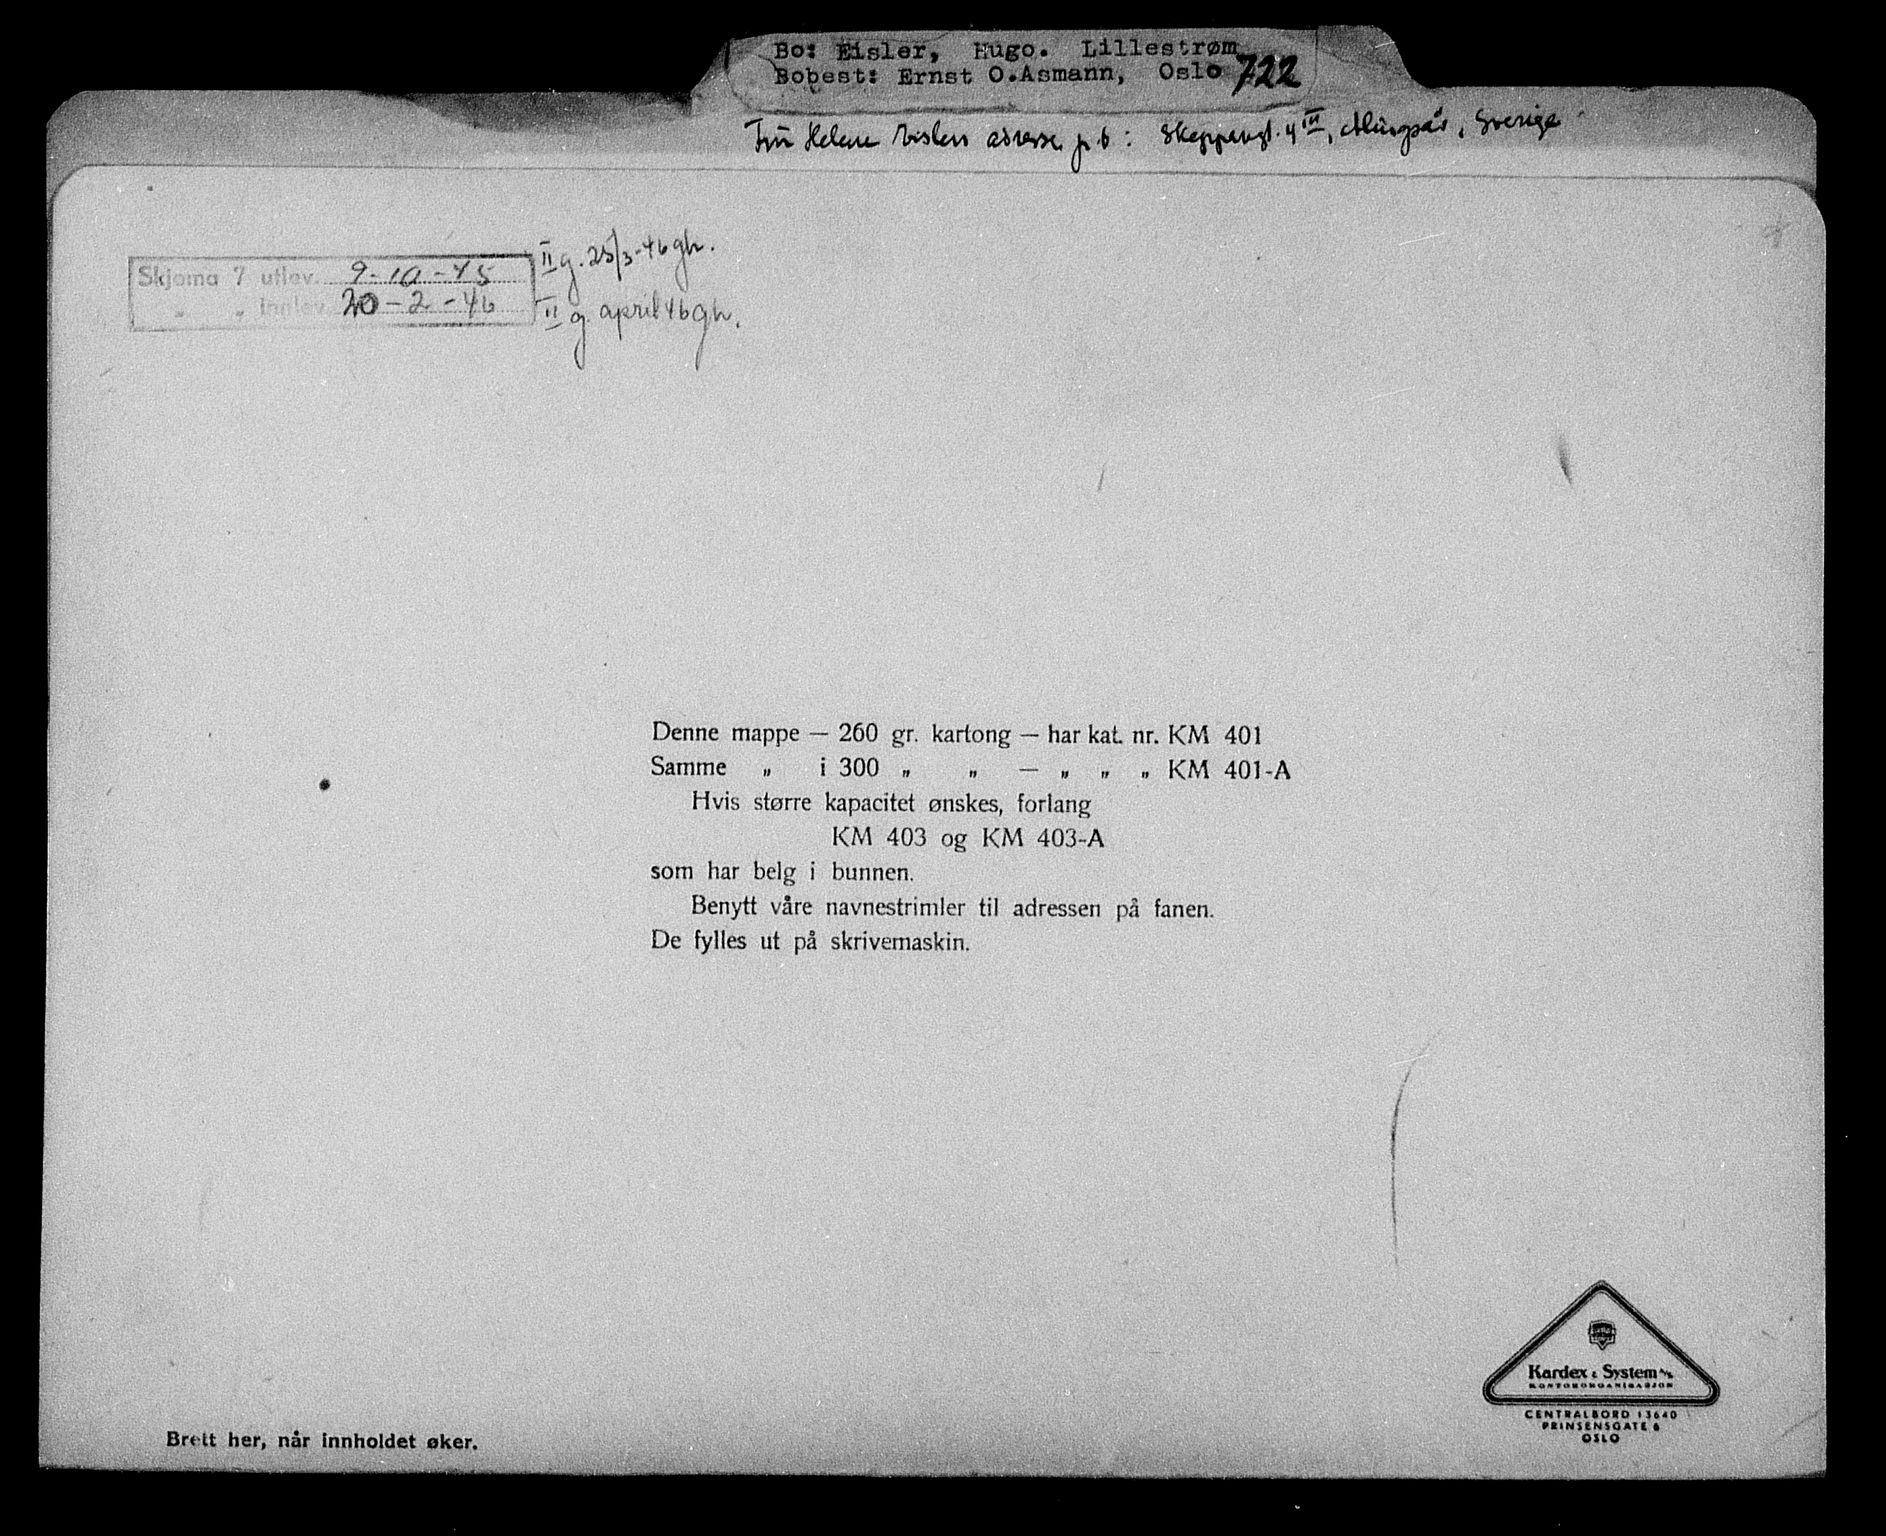 Bo: Eisler, Hugo. Lillestrøm
Bobest: Ernst O. Asmann, Oslo 722
Fru Helene Eislers adresse p.t: 4 III, Alingsås, Sverige
Skjema 7 utlev. 9-10-45
„ „ innlev. 20-2-46
II g. 25/3-46 gh.
II g. april 46 gh.
Denne mappe — 260 gr. kartong — har kat. nr. KM 401
Samme „ i 300 „ „ — „ „ „ KM 401-A
Hvis større kapacitet ønskes, forlang
KM 403 og KM 403-A
som har belg i bunnen.
Benytt våre navnestrimler til adressen på fanen.
De fylles ut på skrivemaskin.
Kardex & System A/S
KONTORORGANISASJON
CENTRALBORD 13640
PRINSENSGATE 6
OSLO
Brett her, når innholdet øker.